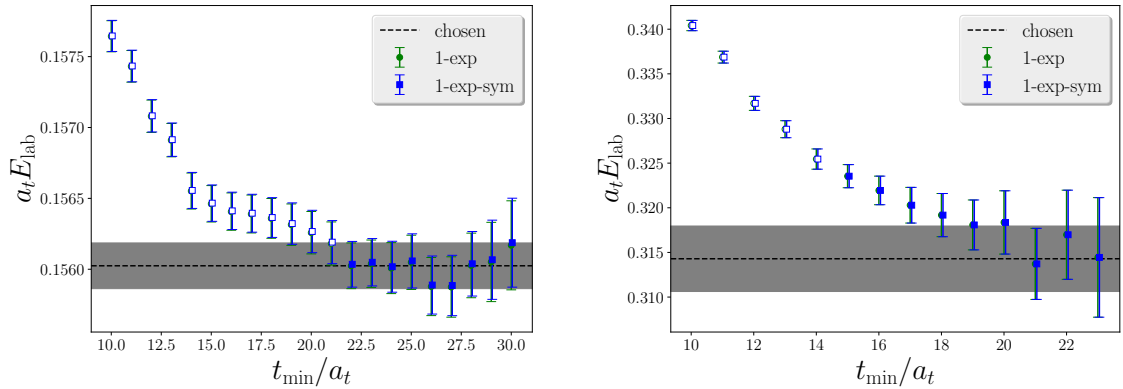 chosen
1-exp
1-exp-sym
0.1575
0.1570
0.1565
0.1560
a_t E_lab
10.0 12.5 15.0 17.5 20.0 22.5 25.0 27.5 30.0
t_min/a_t
chosen
1-exp
1-exp-sym
0.340
0.335
0.330
0.325
0.320
0.315
0.310
a_t E_lab
10 12 14 16 18 20 22
t_min/a_t